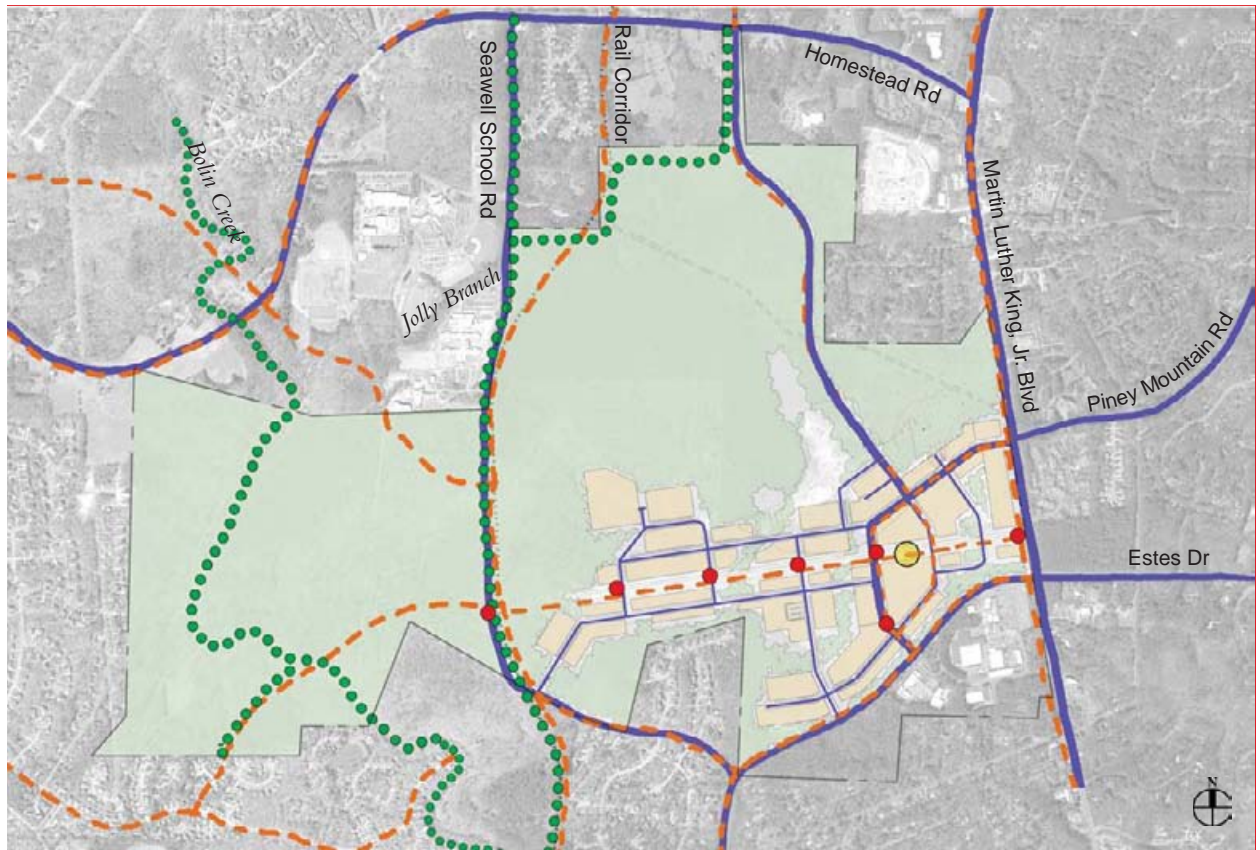 Homestead Rd
Rail Corridor
Seawell School Rd
Bolin Creek
Martin Luther King, Jr. Blvd
Jolly Branch
Piney Mountain Rd
Estes Dr
N